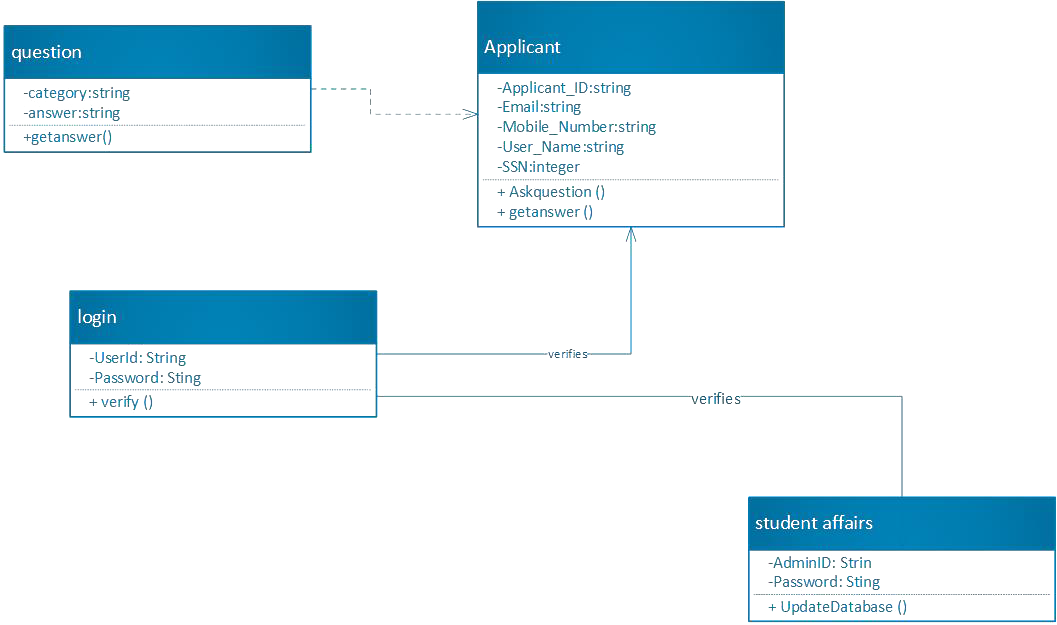 question
-category:string
-answer:string
+getanswer()
Applicant
-Applicant_ID:string
-Email:string
-Mobile_Number:string
-User_Name:string
-SSN:integer
+ Askquestion ()
+ getanswer ()
login
-UserId: String
-Password: Sting
+ verify ()
verifies
verifies
student affairs
-AdminID: Strin
-Password: Sting
+ UpdateDatabase ()